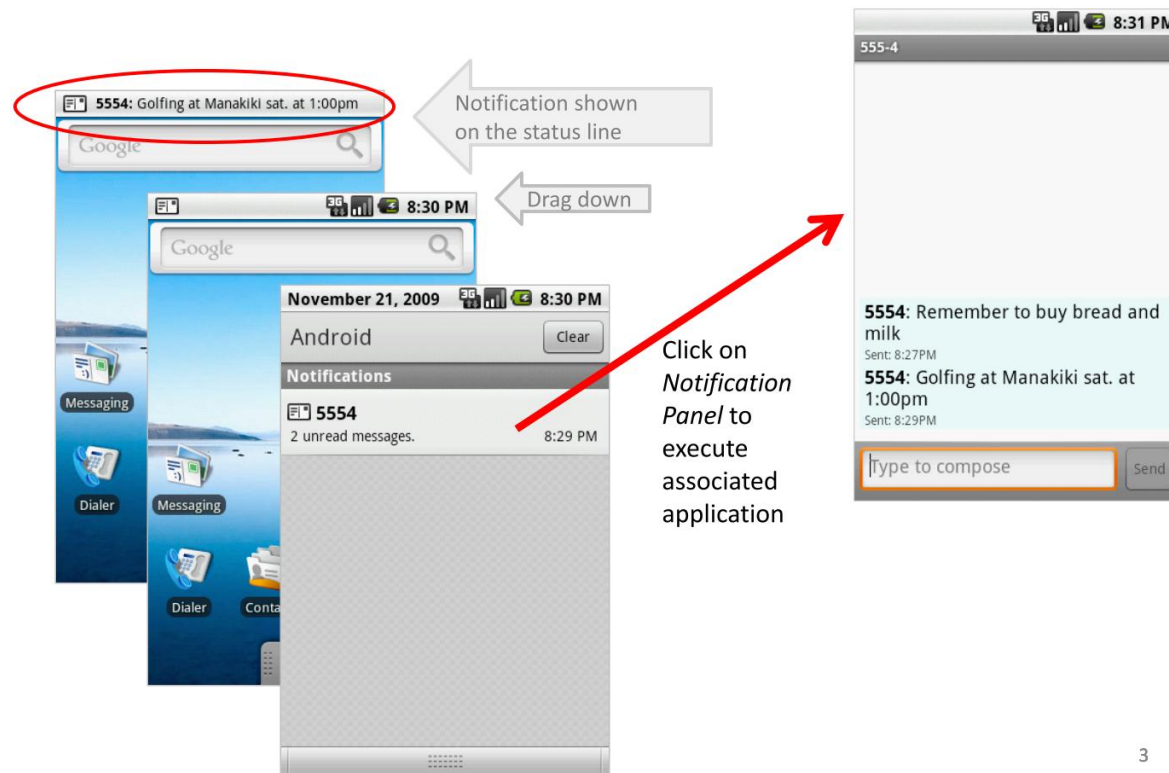 5554: Golfing at Manakiki sat. at 1:00pm
Google
Messaging
Dialer
Notification shown
on the status line
3G 8:30 PM
Google
Messaging
Dialer
Conta
Drag down
November 21, 2009 3G 8:30 PM
Android Clear
Notifications
5554
2 unread messages. 8:29 PM
Click on
Notification
Panel to
execute
associated
application
3G 8:31 PM
555-4
5554: Remember to buy bread and
milk
Sent: 8:27PM
5554: Golfing at Manakiki sat. at
1:00pm
Sent: 8:29PM
Type to compose Send
3